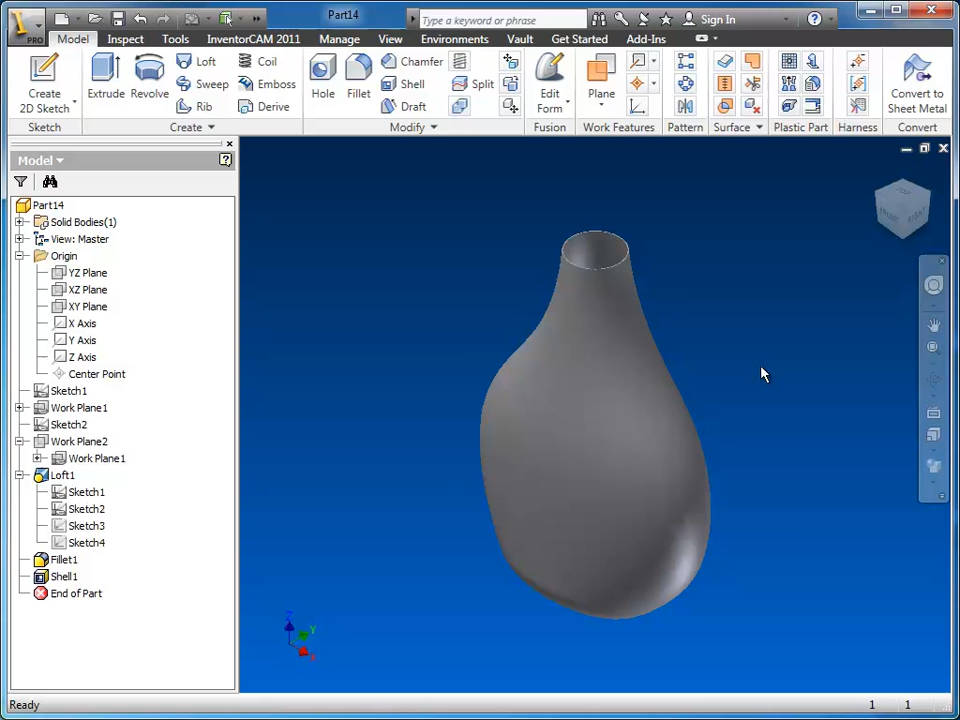 Part14
Type a keyword or phrase
Sign In
PRO
Model
Inspect
Tools
InventorCAM 2011
Manage
View
Environments
Vault
Get Started
Add-Ins
Create
2D Sketch
Sketch
Extrude
Revolve
Loft
Sweep
Rib
Coil
Emboss
Derive
Create
Hole
Fillet
Chamfer
Shell
Draft
Split
Modify
Edit
Form
Fusion
Plane
Work Features
Pattern
Surface
Plastic Part
Harness
Convert to
Sheet Metal
Convert
Model
Part14
Solid Bodies(1)
View: Master
Origin
YZ Plane
XZ Plane
XY Plane
X Axis
Y Axis
Z Axis
Center Point
Sketch1
Work Plane1
Sketch2
Work Plane2
Work Plane1
Loft1
Sketch1
Sketch2
Sketch3
Sketch4
Fillet1
Shell1
End of Part
FRONT
RIGHT
Z
Y
X
Ready
1
1